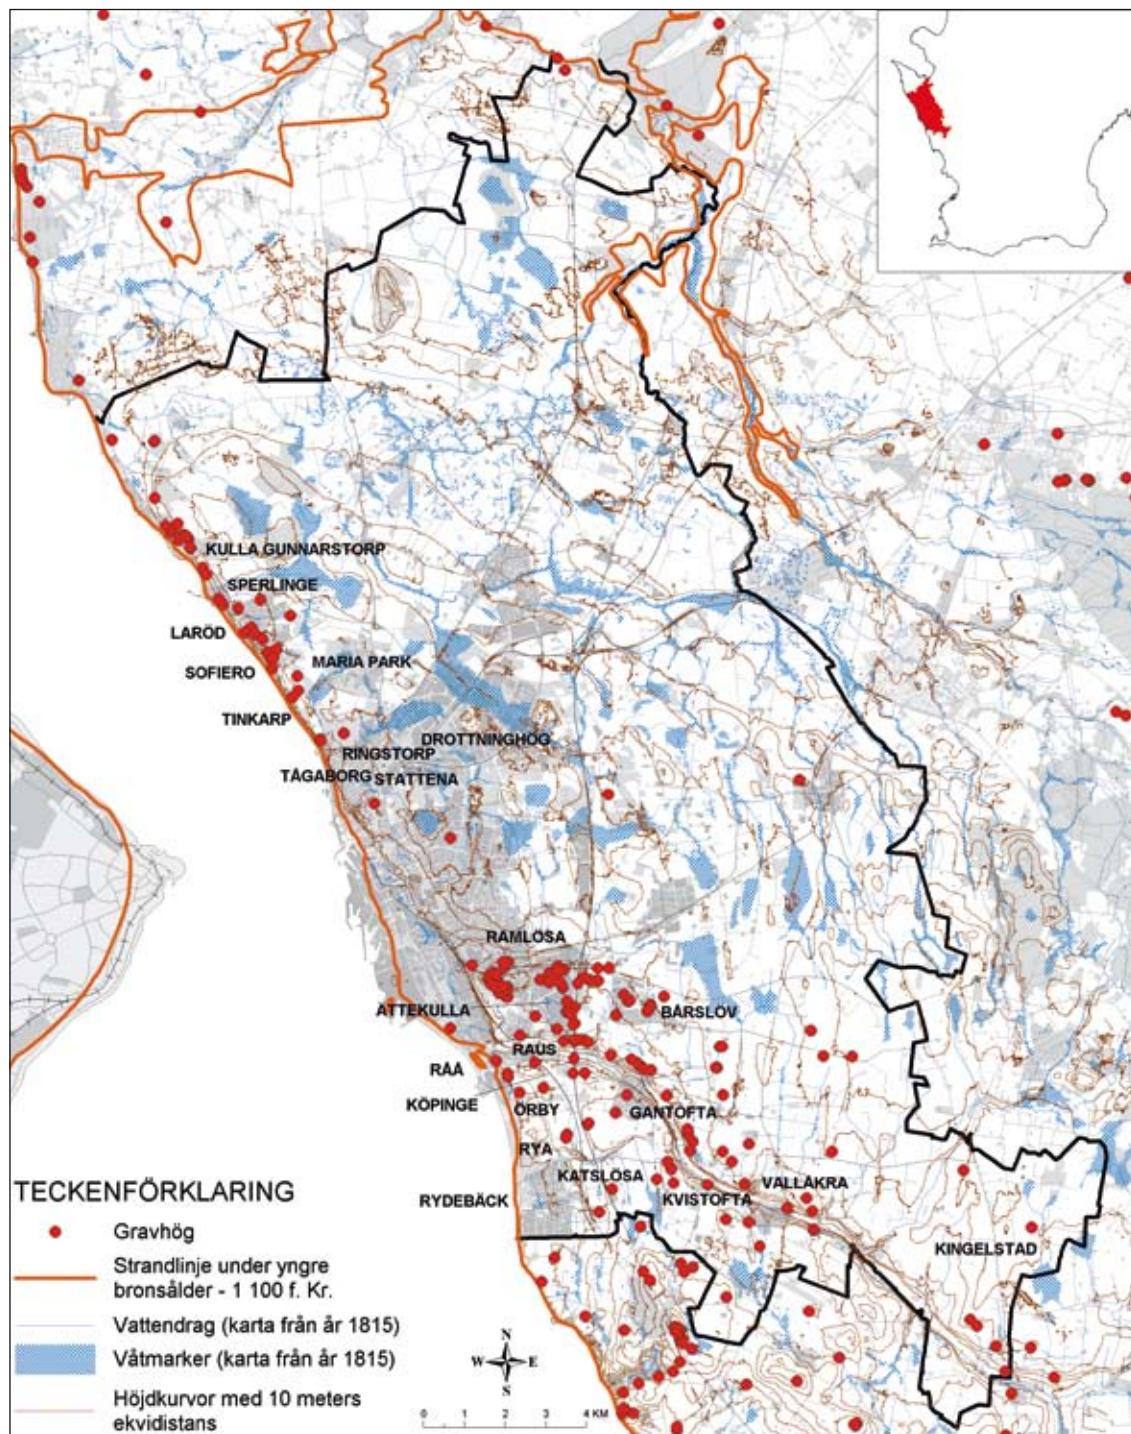 KULLA GUNNARSTORP
SPERLINGE
LARÖD
MARIA PARK
SOFIERO
TINKARP
DROTTNINGHÖG
RINGSTORP
TÅGABORG
STATTENA
RAMLÖSA
ÄTTEKULLA
BÅRSLÖV
RAUS
RÅÅ
KÖPINGE
ÖRBY
GANTOFTA
RYA
KATSLÖSA
VALLÅKRA
RYDEBÄCK
KVISTOFTA
KINGELSTAD
TECKENFÖRKLARING
Gravhög
Strandlinje under yngre
bronsålder - 1 100 f. Kr.
Vattendrag (karta från år 1815)
Våtmarker (karta från år 1815)
Höjdkurvor med 10 meters
ekvidistans
N
W E
S
0 1 2 3 4 KM